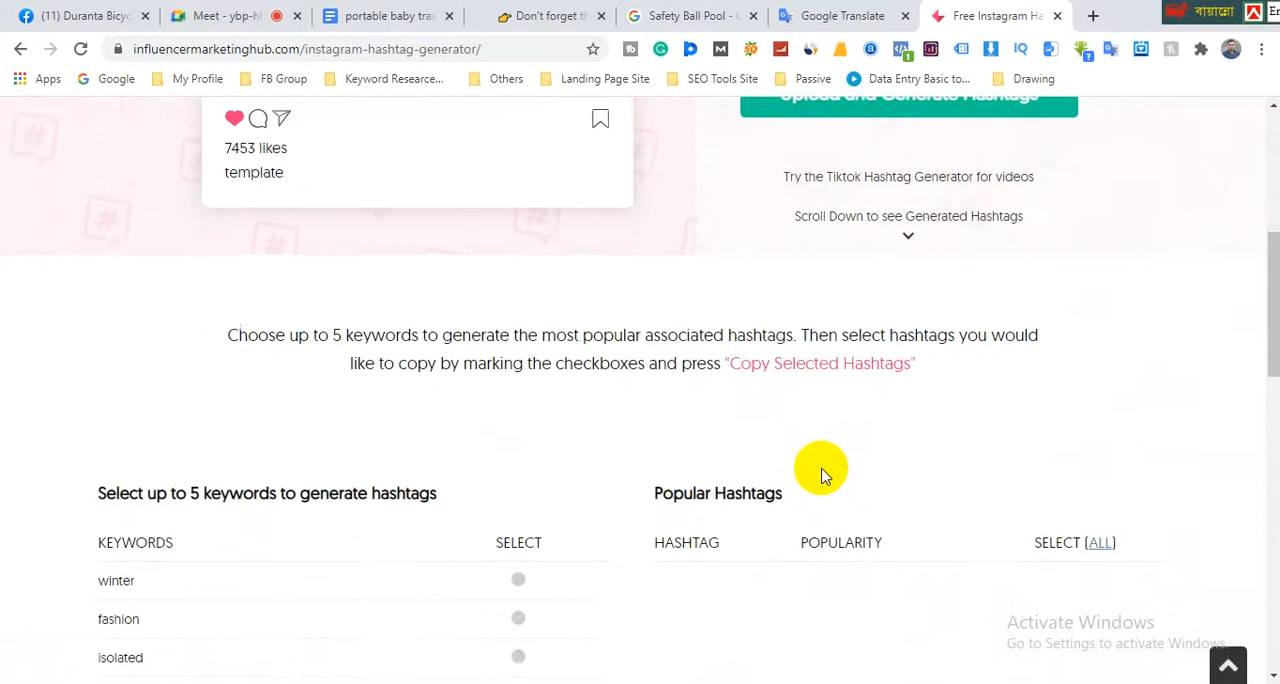 (11) Duranta Bicyc
Meet - ybp-hh
portable baby trav
Don't forget th
Safety Ball Pool - G
Google Translate
Free Instagram Ha
বায়ান্নো
En
influencermarketinghub.com/instagram-hashtag-generator/
Apps
Google
My Profile
FB Group
Keyword Researce...
Others
Landing Page Site
SEO Tools Site
Passive
Data Entry Basic to...
Drawing
Upload and Generate Hashtags
7453 likes
template
Try the Tiktok Hashtag Generator for videos
Scroll Down to see Generated Hashtags
Choose up to 5 keywords to generate the most popular associated hashtags. Then select hashtags you would
like to copy by marking the checkboxes and press "Copy Selected Hashtags"
Select up to 5 keywords to generate hashtags
Popular Hashtags
KEYWORDS
SELECT
HASHTAG
POPULARITY
SELECT (ALL)
winter
fashion
isolated
Activate Windows
Go to Settings to activate Windows.